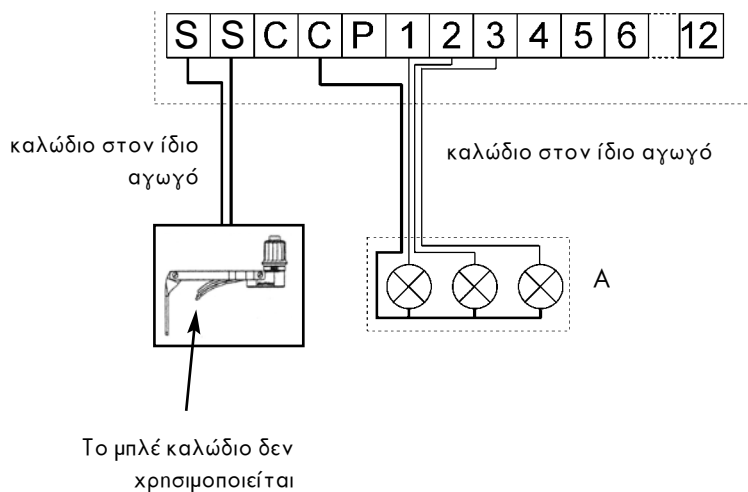 S S C C P 1 2 3 4 5 6 12
καλώδιο στον ίδιο
αγωγό
καλώδιο στον ίδιο αγωγό
A
Το μπλέ καλώδιο δεν
χρησιμοποιείται